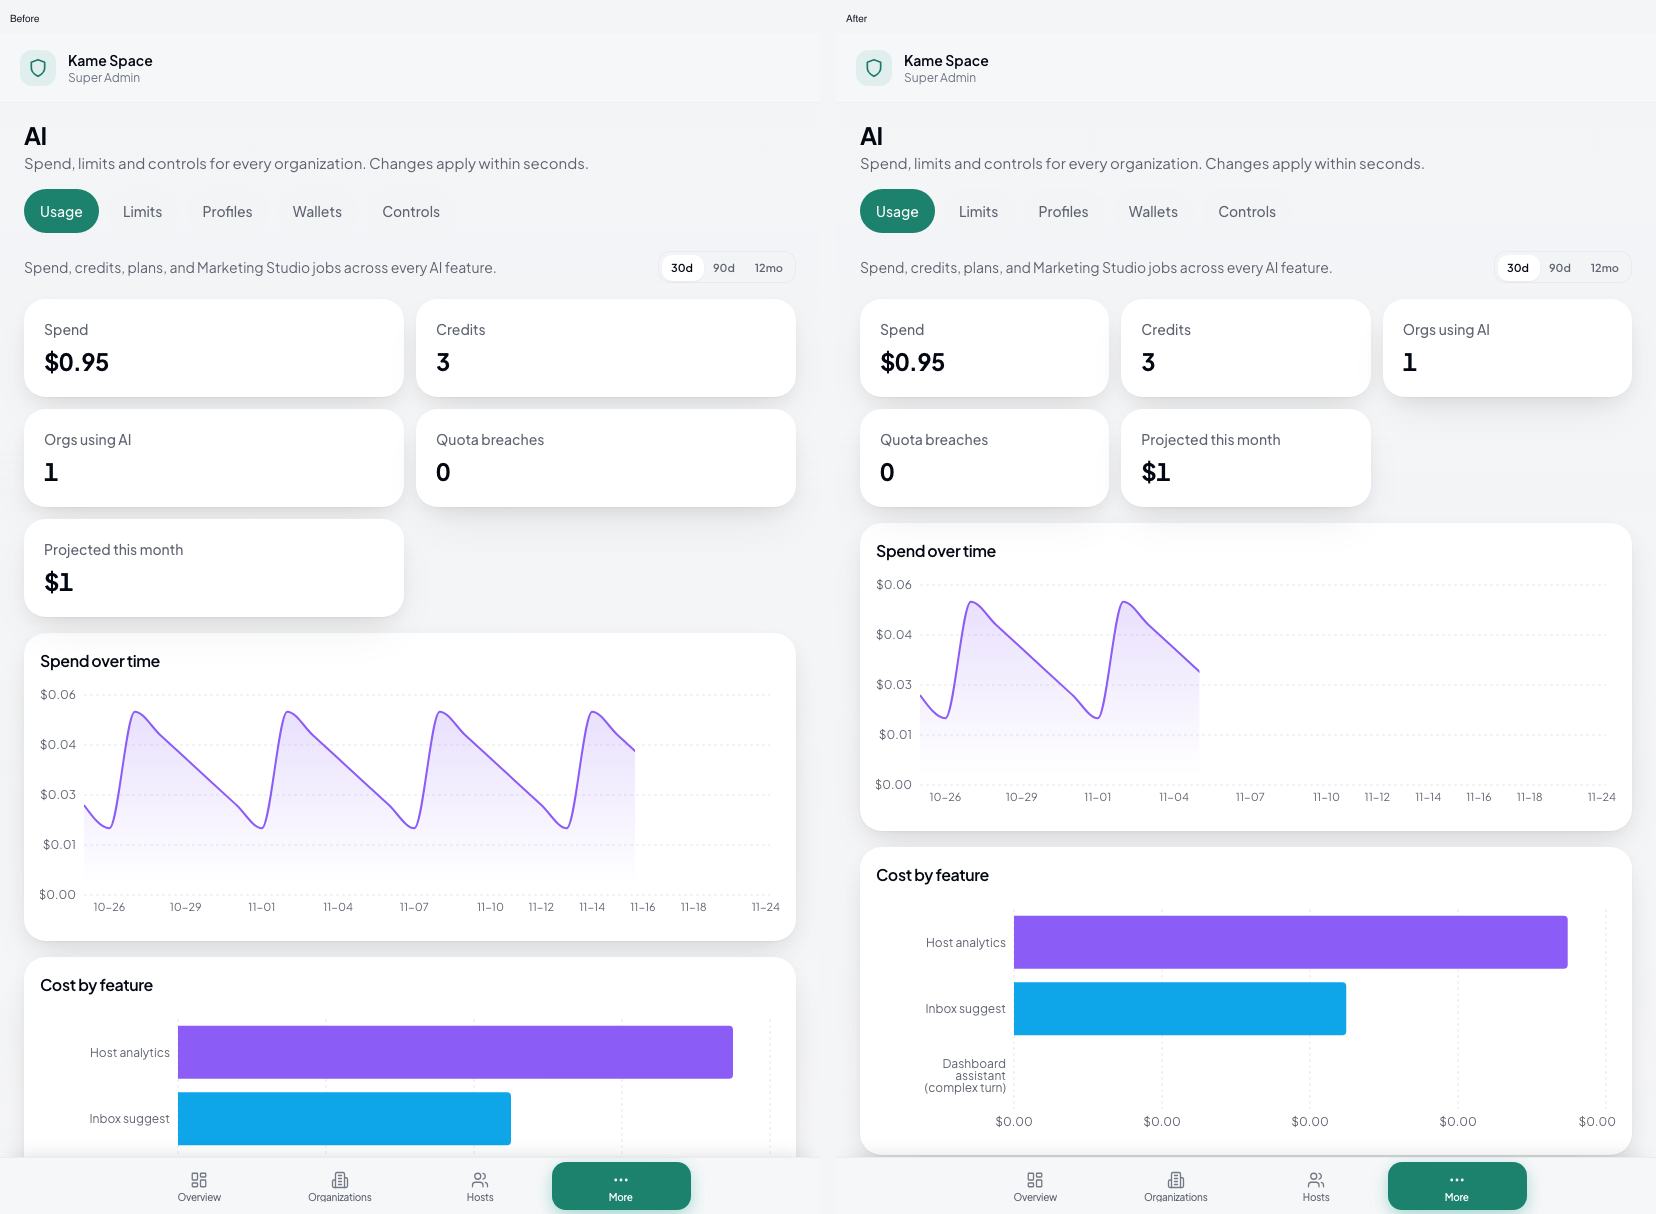 Before
Kame Space
Super Admin
AI
Spend, limits and controls for every organization. Changes apply within seconds.
Usage Limits Profiles Wallets Controls
Spend, credits, plans, and Marketing Studio jobs across every AI feature.
30d 90d 12mo
Spend
$0.95
Credits
3
Orgs using AI
1
Quota breaches
0
Projected this month
$1
Spend over time
$0.06
$0.04
$0.03
$0.01
$0.00
10-26 10-29 11-01 11-04 11-07 11-10 11-12 11-14 11-16 11-18 11-24
Cost by feature
Host analytics
Inbox suggest
Overview Organizations Hosts More
After
Kame Space
Super Admin
AI
Spend, limits and controls for every organization. Changes apply within seconds.
Usage Limits Profiles Wallets Controls
Spend, credits, plans, and Marketing Studio jobs across every AI feature.
30d 90d 12mo
Spend
$0.95
Credits
3
Orgs using AI
1
Quota breaches
0
Projected this month
$1
Spend over time
$0.06
$0.04
$0.03
$0.01
$0.00
10-26 10-29 11-01 11-04 11-07 11-10 11-12 11-14 11-16 11-18 11-24
Cost by feature
Host analytics
Inbox suggest
Dashboard
assistant
(complex turn)
$0.00 $0.00 $0.00 $0.00 $0.00
Overview Organizations Hosts More